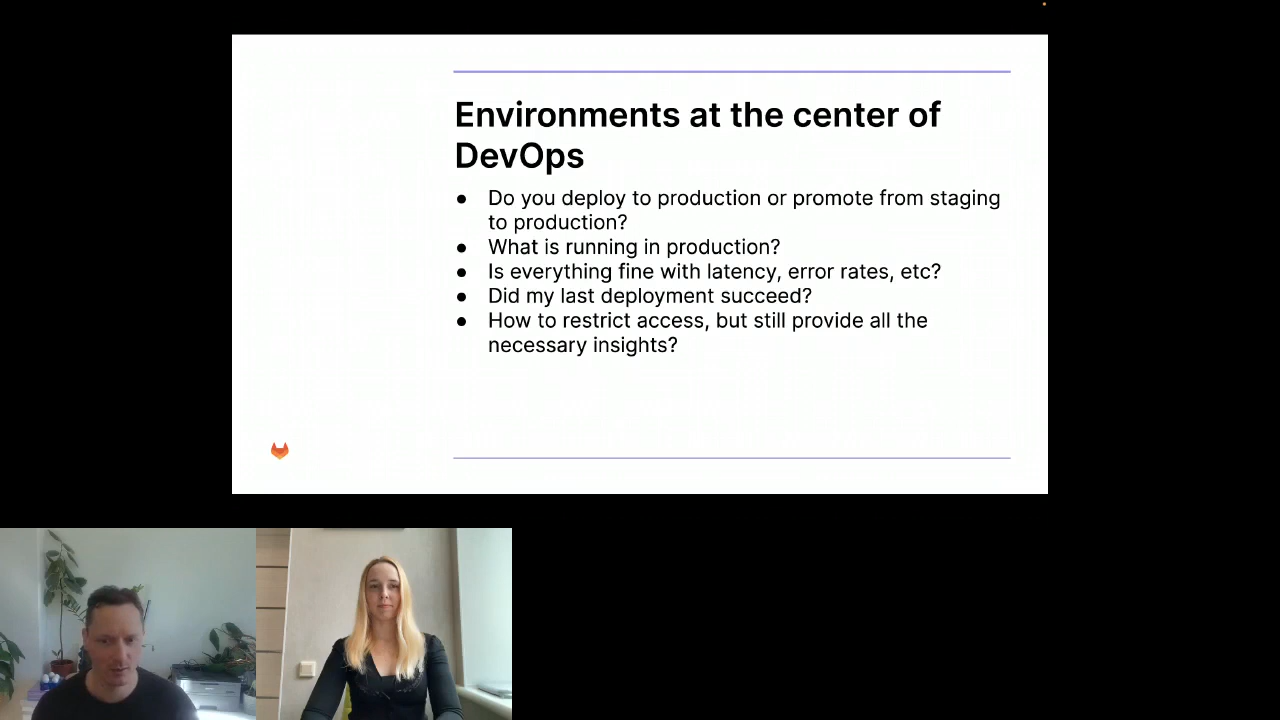 Environments at the center of
DevOps
● Do you deploy to production or promote from staging
to production?
● What is running in production?
● Is everything fine with latency, error rates, etc?
● Did my last deployment succeed?
● How to restrict access, but still provide all the
necessary insights?